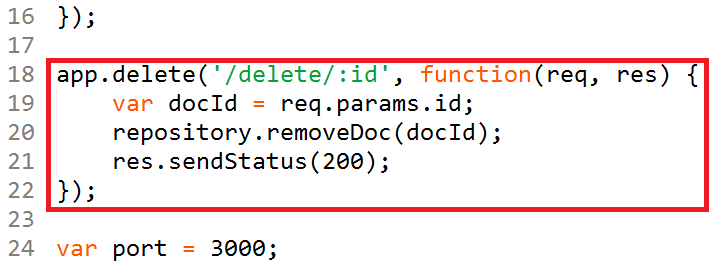 16 });
17
18 app.delete('/delete/:id', function(req, res) {
19     var docId = req.params.id;
20     repository.removeDoc(docId);
21     res.sendStatus(200);
22 });
23
24 var port = 3000;